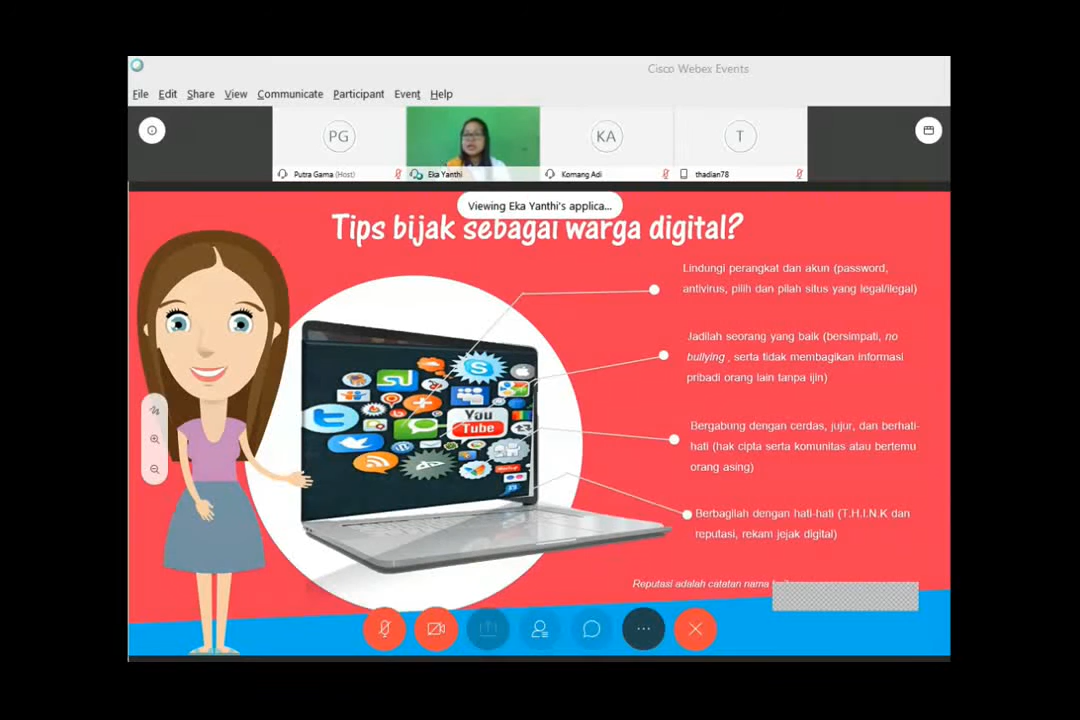 Cisco Webex Events
File Edit Share View Communicate Participant Event Help
PG
KA
T
Putra Gama (Host)
Eka Yanthi
Komang Adi
thadian78
Viewing Eka Yanthi's applica...
Tips bijak sebagai warga digital?
Lindungi perangkat dan akun (password,
antivirus, pilih dan pilah situs yang legal/ilegal)
Jadilah seorang yang baik (bersimpati, no
bullying , serta tidak membagikan informasi
pribadi orang lain tanpa ijin)
Bergabung dengan cerdas, jujur, dan berhati-
hati (hak cipta serta komunitas atau bertemu
orang asing)
Berbagilah dengan hati-hati (T.H.I.N.K dan
reputasi, rekam jejak digital)
You
Tube
Reputasi adalah catatan nama